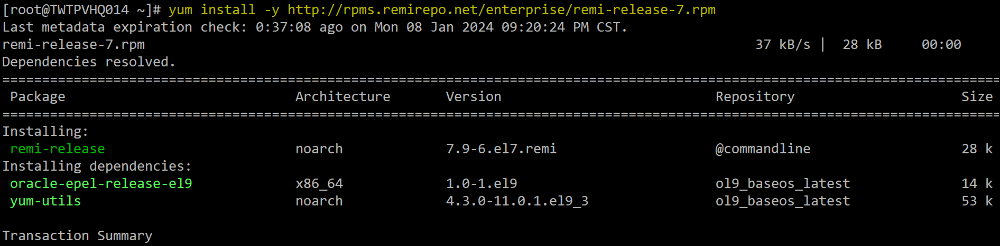 [root@TWTPVHQ014 ~]# yum install -y http://rpms.remirepo.net/enterprise/remi-release-7.rpm
Last metadata expiration check: 0:37:08 ago on Mon 08 Jan 2024 09:20:24 PM CST.
remi-release-7.rpm 37 kB/s | 28 kB 00:00
Dependencies resolved.
==============================================================================================================================
Package Architecture Version Repository Size
==============================================================================================================================
Installing:
remi-release noarch 7.9-6.el7.remi @commandline 28 k
Installing dependencies:
oracle-epel-release-el9 x86_64 1.0-1.el9 ol9_baseos_latest 14 k
yum-utils noarch 4.3.0-11.0.1.el9_3 ol9_baseos_latest 53 k
Transaction Summary